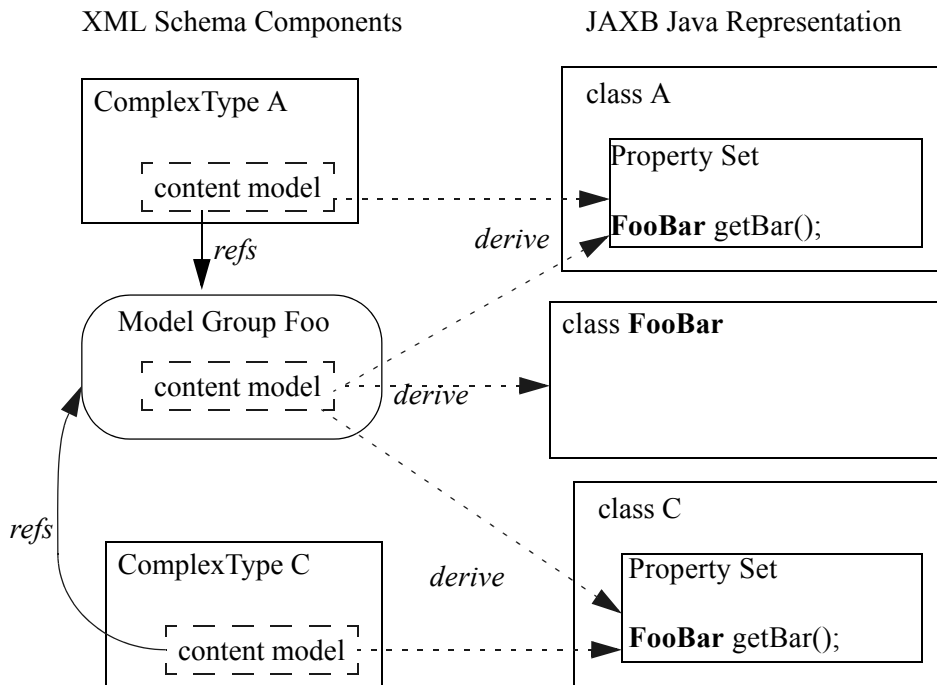 XML Schema Components
JAXB Java Representation
ComplexType A
content model
refs
class A
Property Set
FooBar getBar();
derive
Model Group Foo
content model
derive
class FooBar
refs
ComplexType C
content model
derive
class C
Property Set
FooBar getBar();